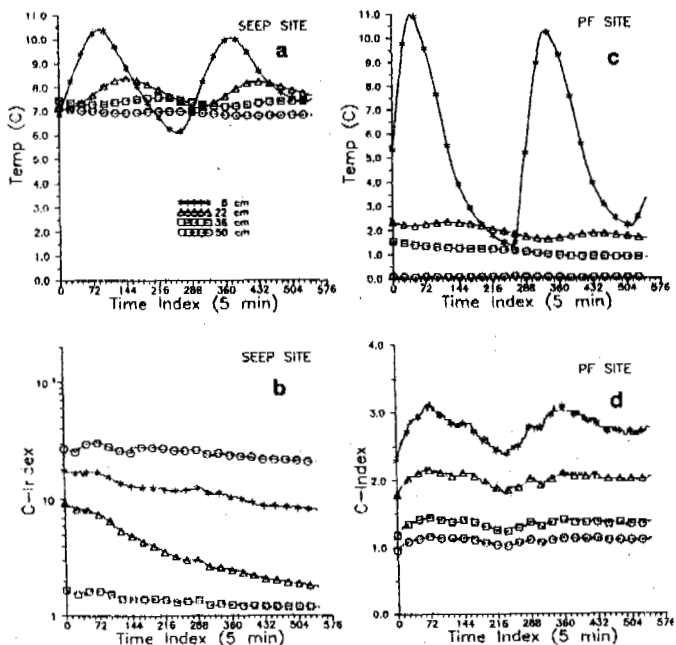 SEEP SITE
a
11.0
10.0
9.0
8.0
7.0
6.0
5.0
4.0
3.0
2.0
1.0
0.0
Temp (C)
8 cm
22 cm
36 cm
50 cm
0 72 144 216 288 360 432 504 576
Time Index (5 min)
PF SITE
c
11.0
10.0
9.0
8.0
7.0
6.0
5.0
4.0
3.0
2.0
1.0
0.0
Temp (C)
0 72 144 216 288 360 432 504 576
Time Index (5 min)
SEEP SITE
b
10
10
1
C-Index
0 72 144 216 288 360 432 504 576
Time Index (5 min)
PF SITE
d
4.0
3.0
2.0
1.0
0.0
C-Index
0 72 144 216 288 360 432 504 576
Time Index (5 min)